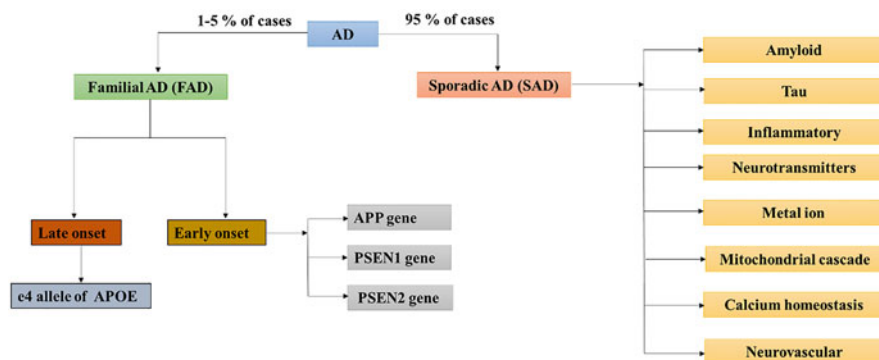 1-5 % of cases
AD
95 % of cases
Familial AD (FAD)
Sporadic AD (SAD)
Late onset
Early onset
e4 allele of APOE
APP gene
PSEN1 gene
PSEN2 gene
Amyloid
Tau
Inflammatory
Neurotransmitters
Metal ion
Mitochondrial cascade
Calcium homeostasis
Neurovascular